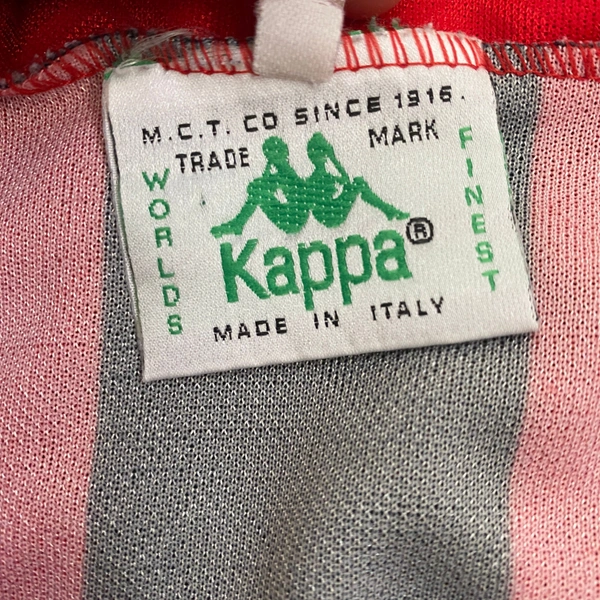 M.C.T. CO SINCE 1916.
TRADE MARK
WORLDS
FINEST
Kappa®
MADE IN ITALY